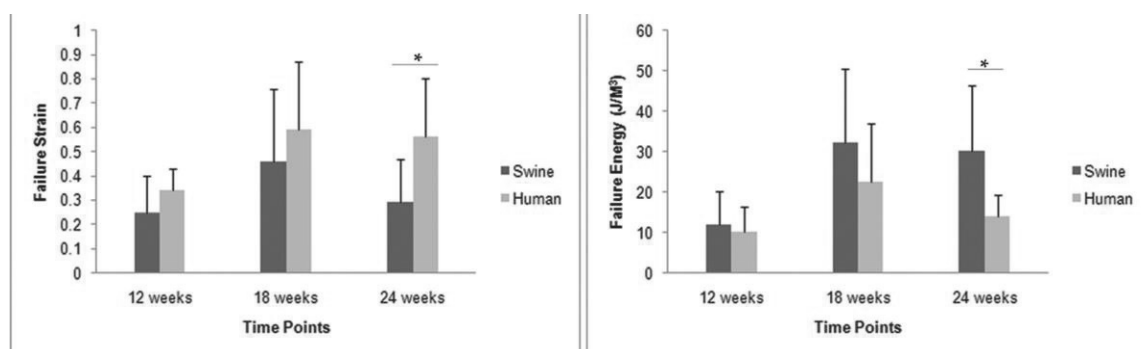 Failure Strain
1
0.9
0.8
0.7
0.6
0.5
0.4
0.3
0.2
0.1
0
*
12 weeks
18 weeks
24 weeks
Time Points
Swine
Human
Failure Energy (J/M³)
60
50
40
30
20
10
0
*
12 weeks
18 weeks
24 weeks
Time Points
Swine
Human